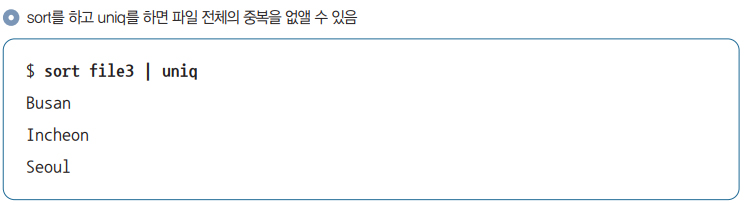 sort를 하고 uniq를 하면 파일 전체의 중복을 없앨 수 있음
$ sort file3 | uniq
Busan
Incheon
Seoul